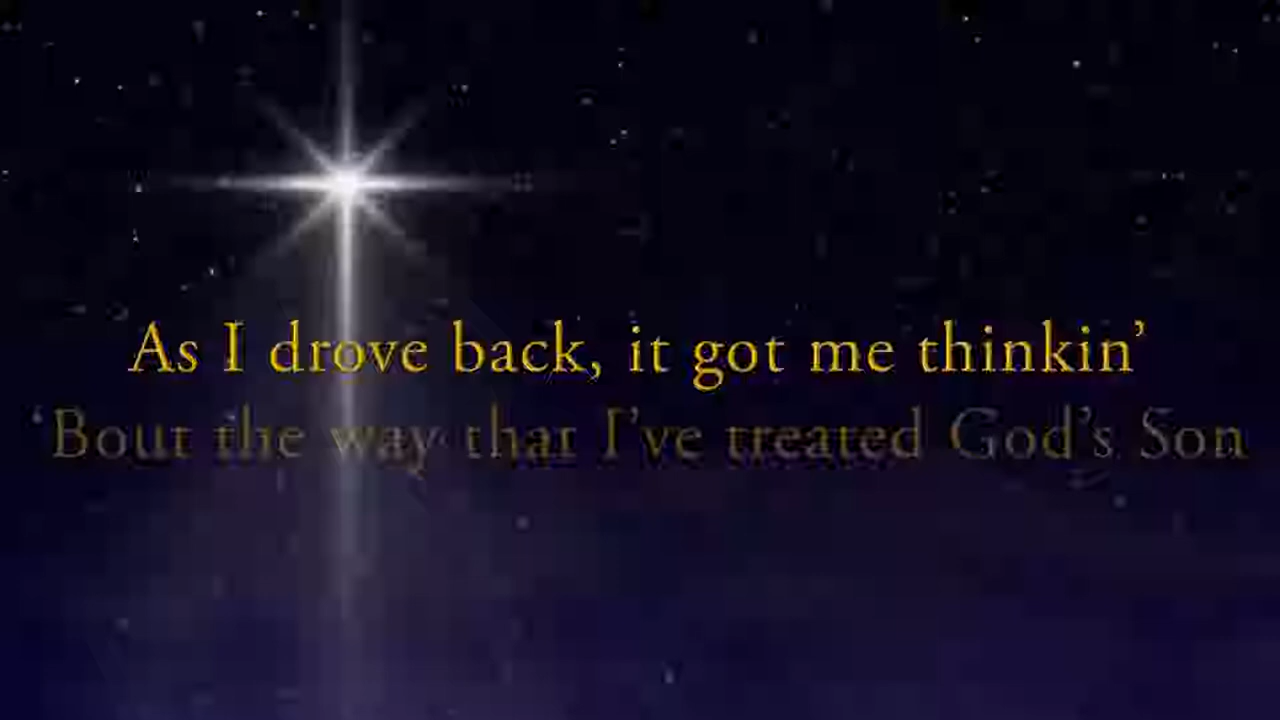 As I drove back, it got me thinkin’
‘Bout the way that I’ve treated God’s Son